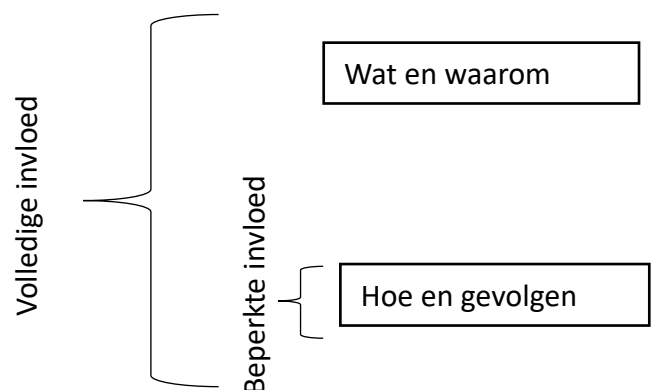 Volledige invloed
Wat en waarom
Beperkte invloed
Hoe en gevolgen